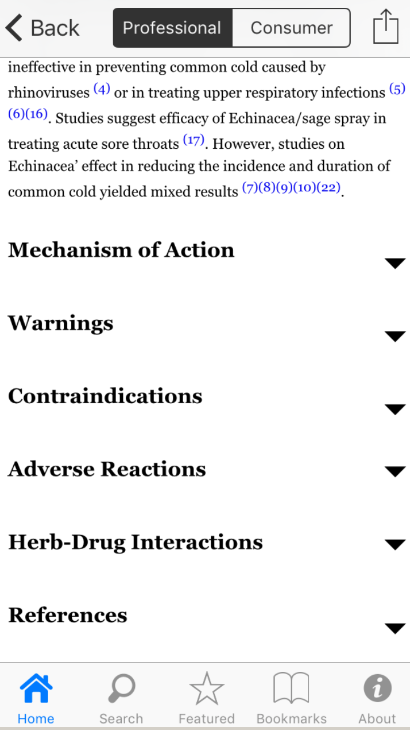 Back
Professional
Consumer
ineffective in preventing common cold caused by
rhinoviruses (4) or in treating upper respiratory infections (5)
(6)(16). Studies suggest efficacy of Echinacea/sage spray in
treating acute sore throats (17). However, studies on
Echinacea’ effect in reducing the incidence and duration of
common cold yielded mixed results (7)(8)(9)(10)(22).
Mechanism of Action
Warnings
Contraindications
Adverse Reactions
Herb-Drug Interactions
References
Home
Search
Featured
Bookmarks
About